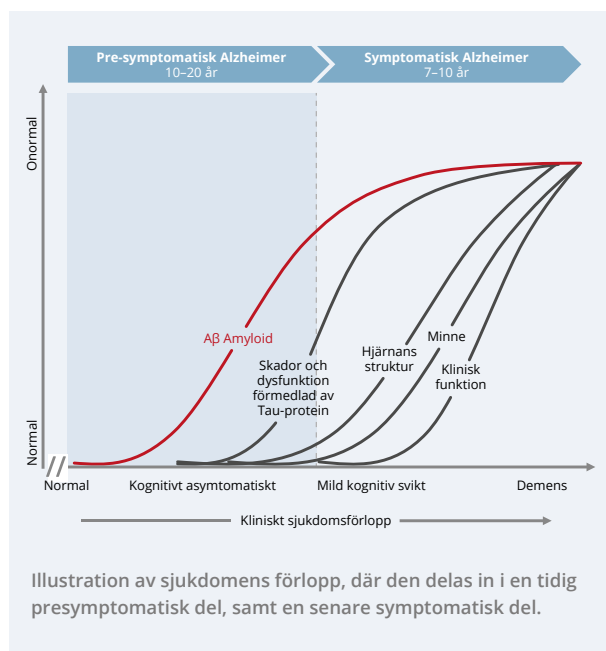 Pre-symptomatisk Alzheimer
10–20 år
Symptomatisk Alzheimer
7–10 år
Onormal
Normal
Aβ Amyloid
Skador och
dysfunktion
förmedlad av
Tau-protein
Hjärnans
struktur
Minne
Klinisk
funktion
Normal
Kognitivt asymtomatiskt
Mild kognitiv svikt
Demens
Kliniskt sjukdomsförlopp
Illustration av sjukdomens förlopp, där den delas in i en tidig
presymptomatisk del, samt en senare symptomatisk del.